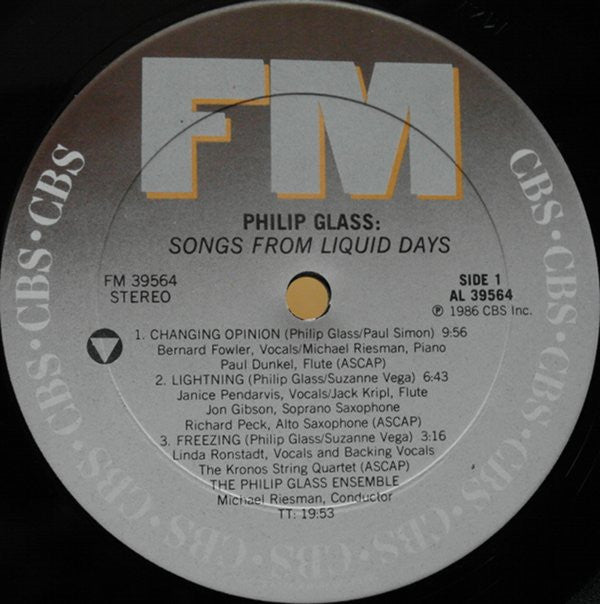 FM
CBS • CBS • CBS • CBS • CBS • CBS • CBS • CBS • CBS • CBS • CBS
PHILIP GLASS:
SONGS FROM LIQUID DAYS
FM 39564
STEREO
SIDE 1
AL 39564
℗ 1986 CBS Inc.
1. CHANGING OPINION (Philip Glass/Paul Simon) 9:56
Bernard Fowler, Vocals/Michael Riesman, Piano
Paul Dunkel, Flute (ASCAP)
2. LIGHTNING (Philip Glass/Suzanne Vega) 6:43
Janice Pendarvis, Vocals/Jack Kripl, Flute
Jon Gibson, Soprano Saxophone
Richard Peck, Alto Saxophone (ASCAP)
3. FREEZING (Philip Glass/Suzanne Vega) 3:16
Linda Ronstadt, Vocals and Backing Vocals
The Kronos String Quartet (ASCAP)
THE PHILIP GLASS ENSEMBLE
Michael Riesman, Conductor
TT: 19:53